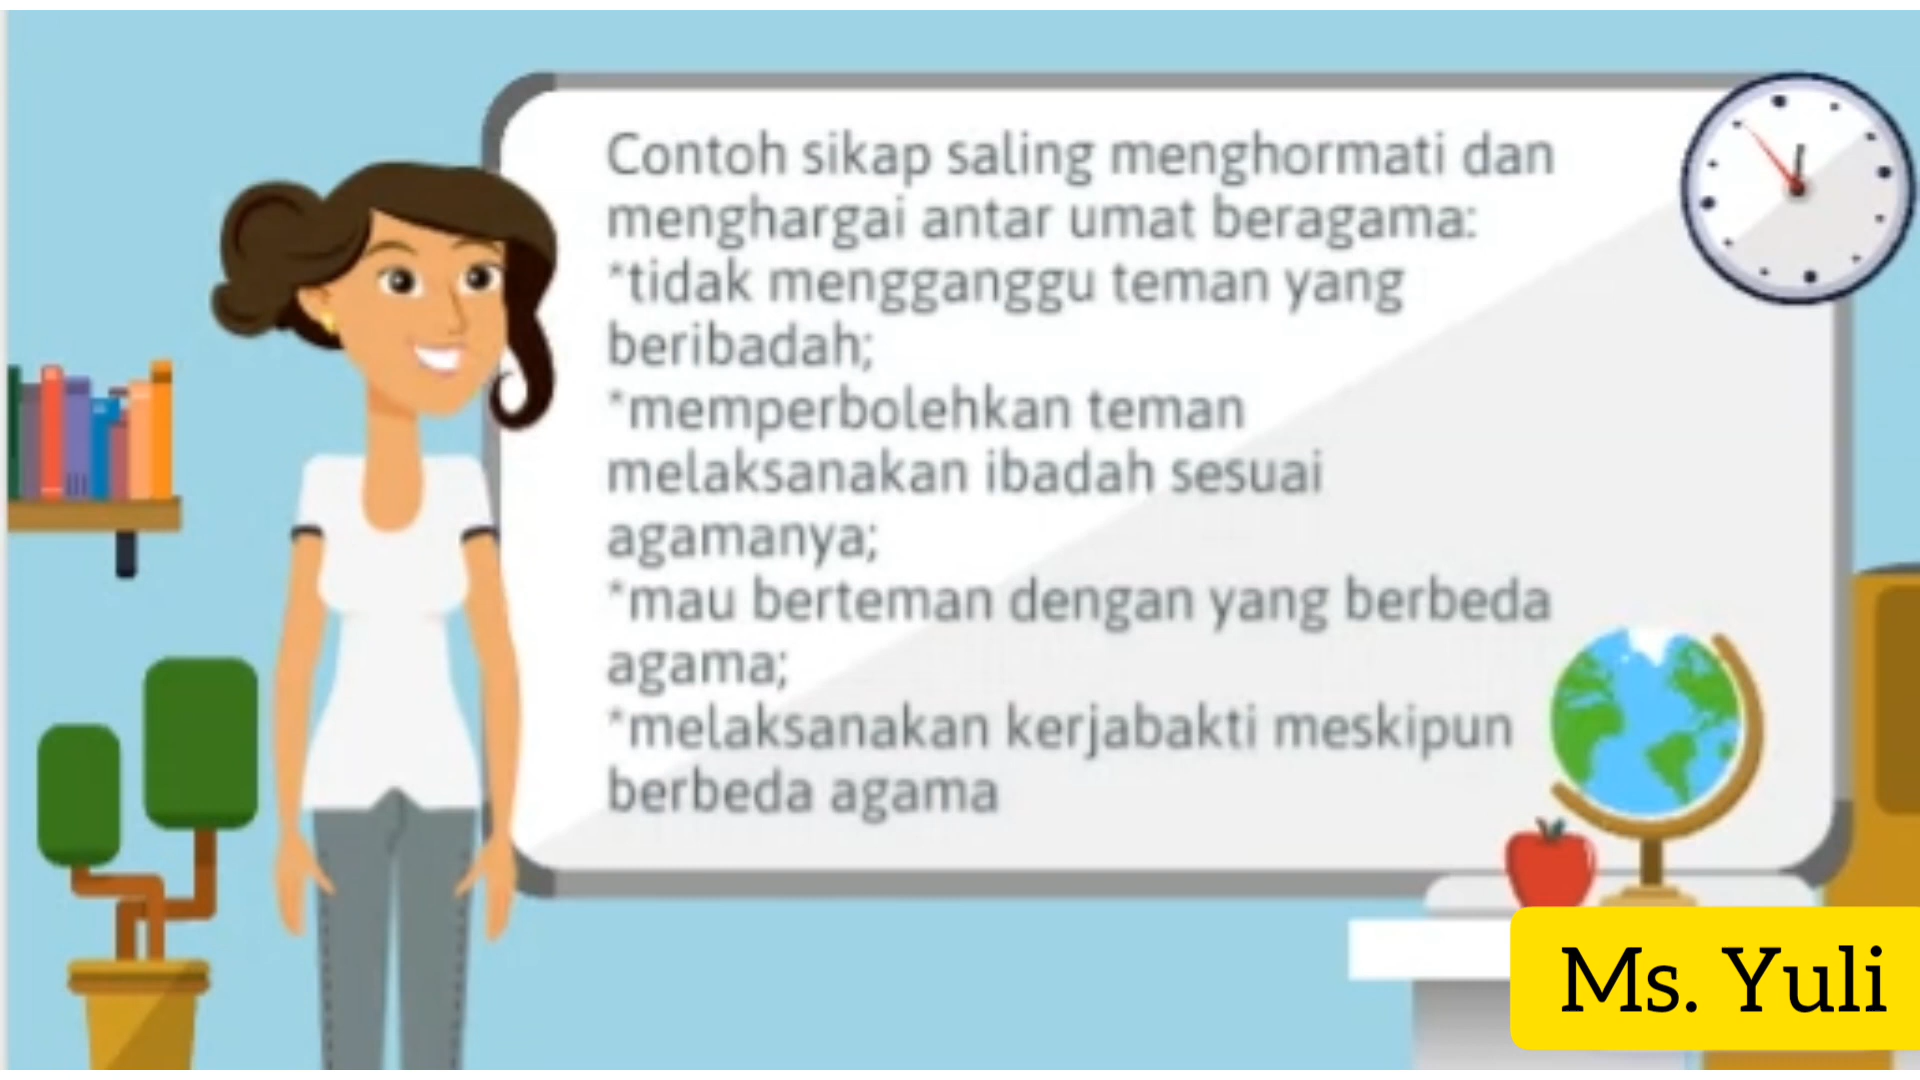 Contoh sikap saling menghormati dan
menghargai antar umat beragama:
*tidak mengganggu teman yang
beribadah;
*memperbolehkan teman
melaksanakan ibadah sesuai
agamanya;
*mau berteman dengan yang berbeda
agama;
*melaksanakan kerjabakti meskipun
berbeda agama
Ms. Yuli